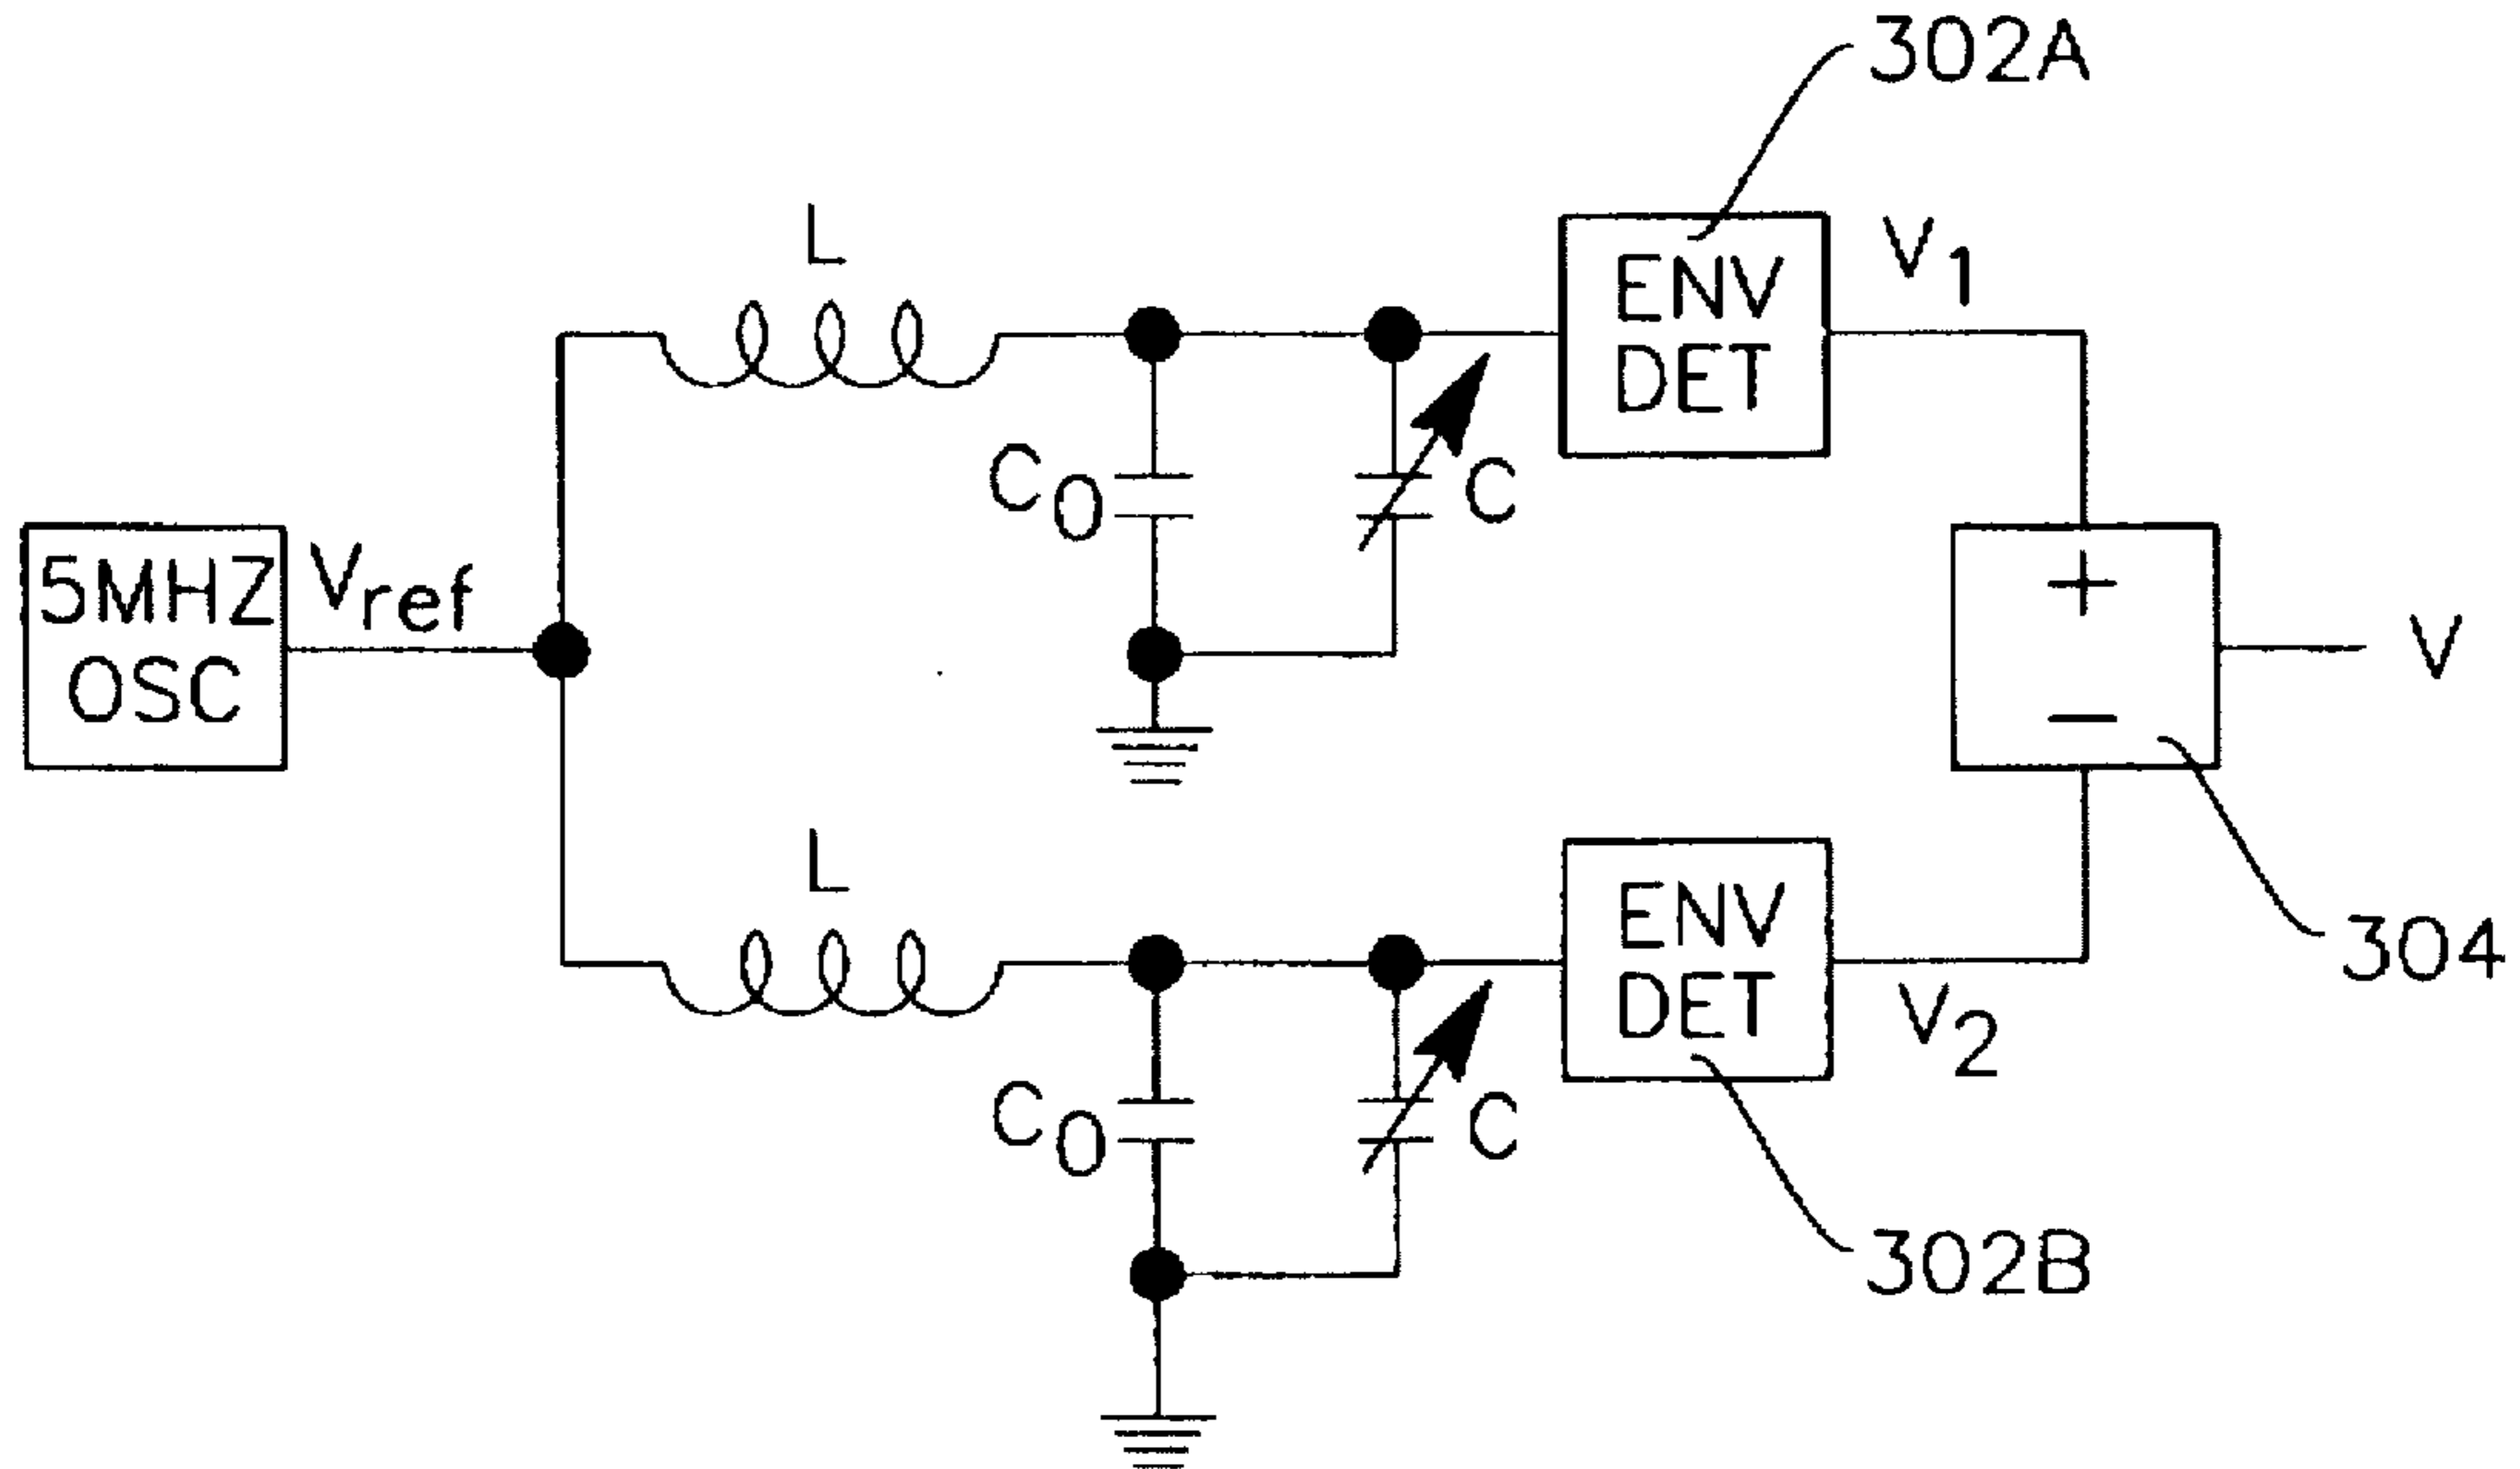 302A
L
ENV
DET
V1
C0
C
5MHZ
OSC
Vref
+
−
V
304
L
ENV
DET
V2
C0
C
302B